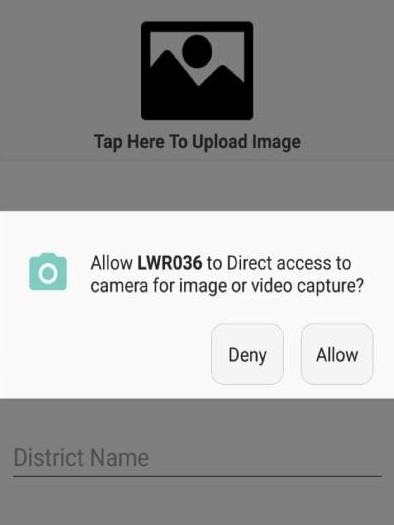 Tap Here To Upload Image
Allow LWR036 to Direct access to
camera for image or video capture?
Deny
Allow
District Name